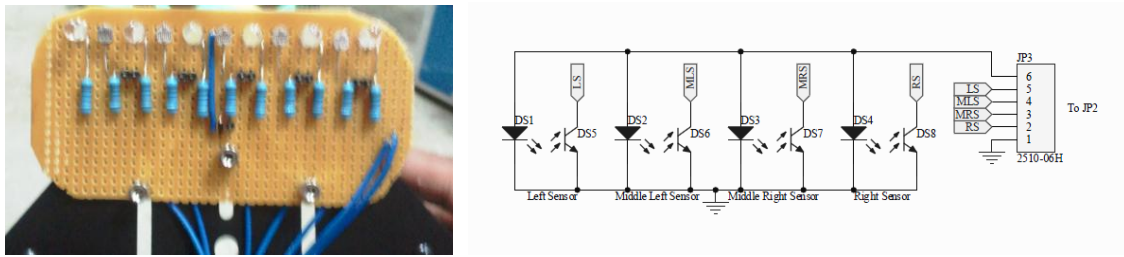 JP3
LS
MLS
MRS
RS
6
LS 5
MLS 4
MRS 3
To JP2
RS 2
1
DS1
DS5
DS2
DS6
DS3
DS7
DS4
DS8
2510-06H
Left Sensor
Middle Left Sensor
Middle Right Sensor
Right Sensor